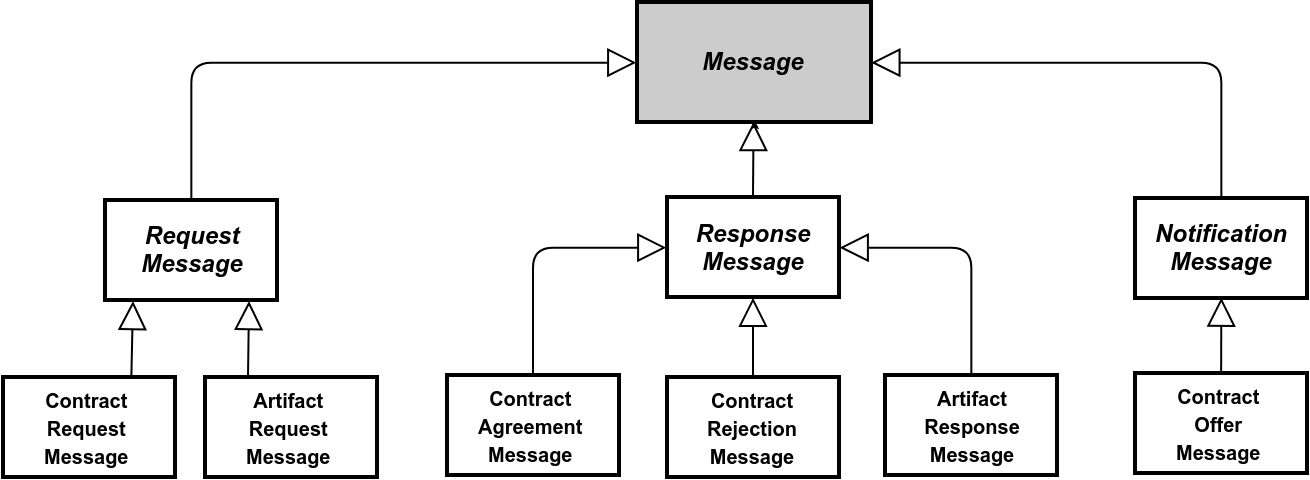 Message
Request
Message
Response
Message
Notification
Message
Contract
Request
Message
Artifact
Request
Message
Contract
Agreement
Message
Contract
Rejection
Message
Artifact
Response
Message
Contract
Offer
Message